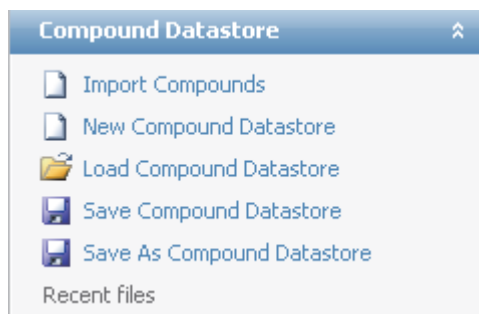 Compound Datastore
Import Compounds
New Compound Datastore
Load Compound Datastore
Save Compound Datastore
Save As Compound Datastore
Recent files